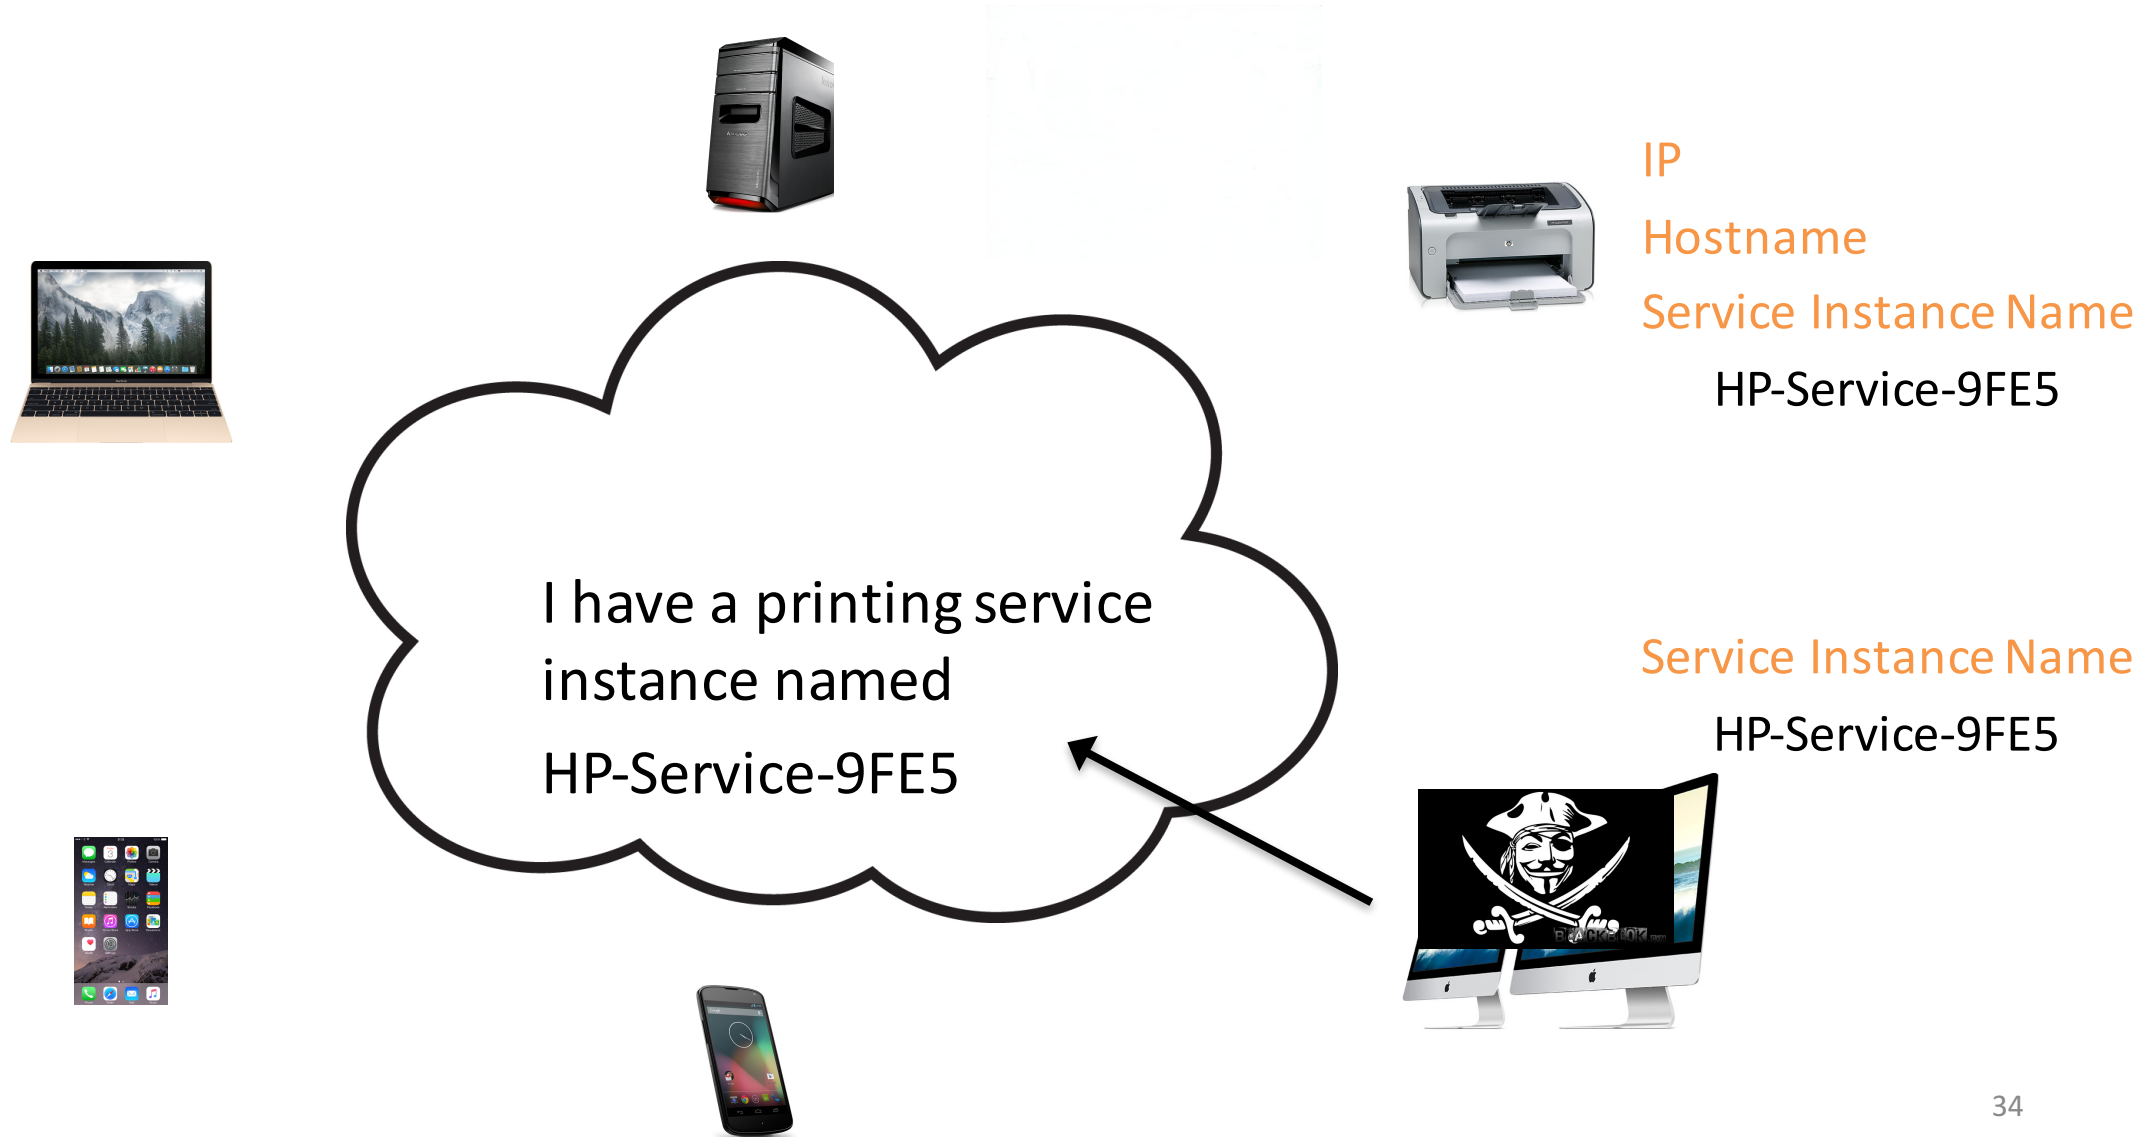 IP
Hostname
Service Instance Name
HP-Service-9FE5
I have a printing service
instance named
HP-Service-9FE5
Service Instance Name
HP-Service-9FE5
34